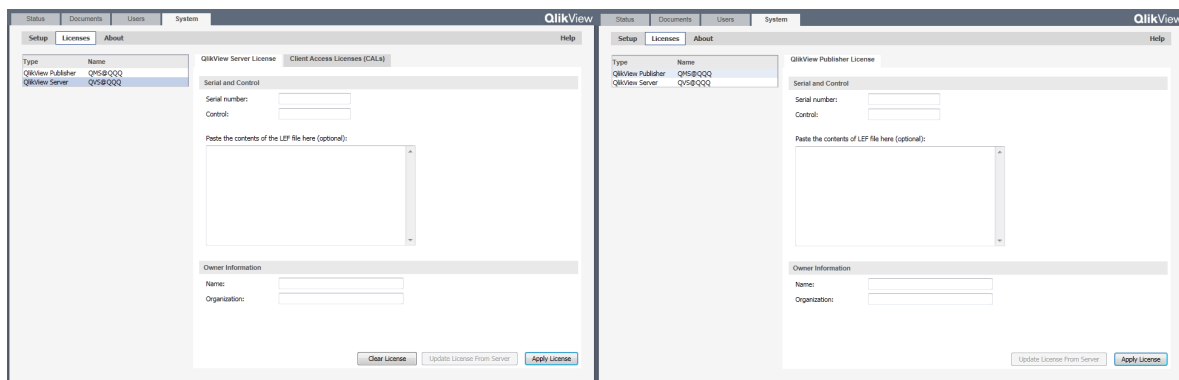 Status Documents Users System QlikView
Setup Licenses About Help
Type Name
QlikView Publisher QMS@QQQ
QlikView Server QVS@QQQ
QlikView Server License Client Access Licenses (CALs)
Serial and Control
Serial number:
Control:
Paste the contents of the LEF file here (optional):
Owner Information
Name:
Organization:
Clear License Update License From Server Apply License
Status Documents Users System QlikView
Setup Licenses About Help
Type Name
QlikView Publisher QMS@QQQ
QlikView Server QVS@QQQ
QlikView Publisher License
Serial and Control
Serial number:
Control:
Paste the contents of LEF file here (optional):
Owner Information
Name:
Organization:
Update License From Server Apply License